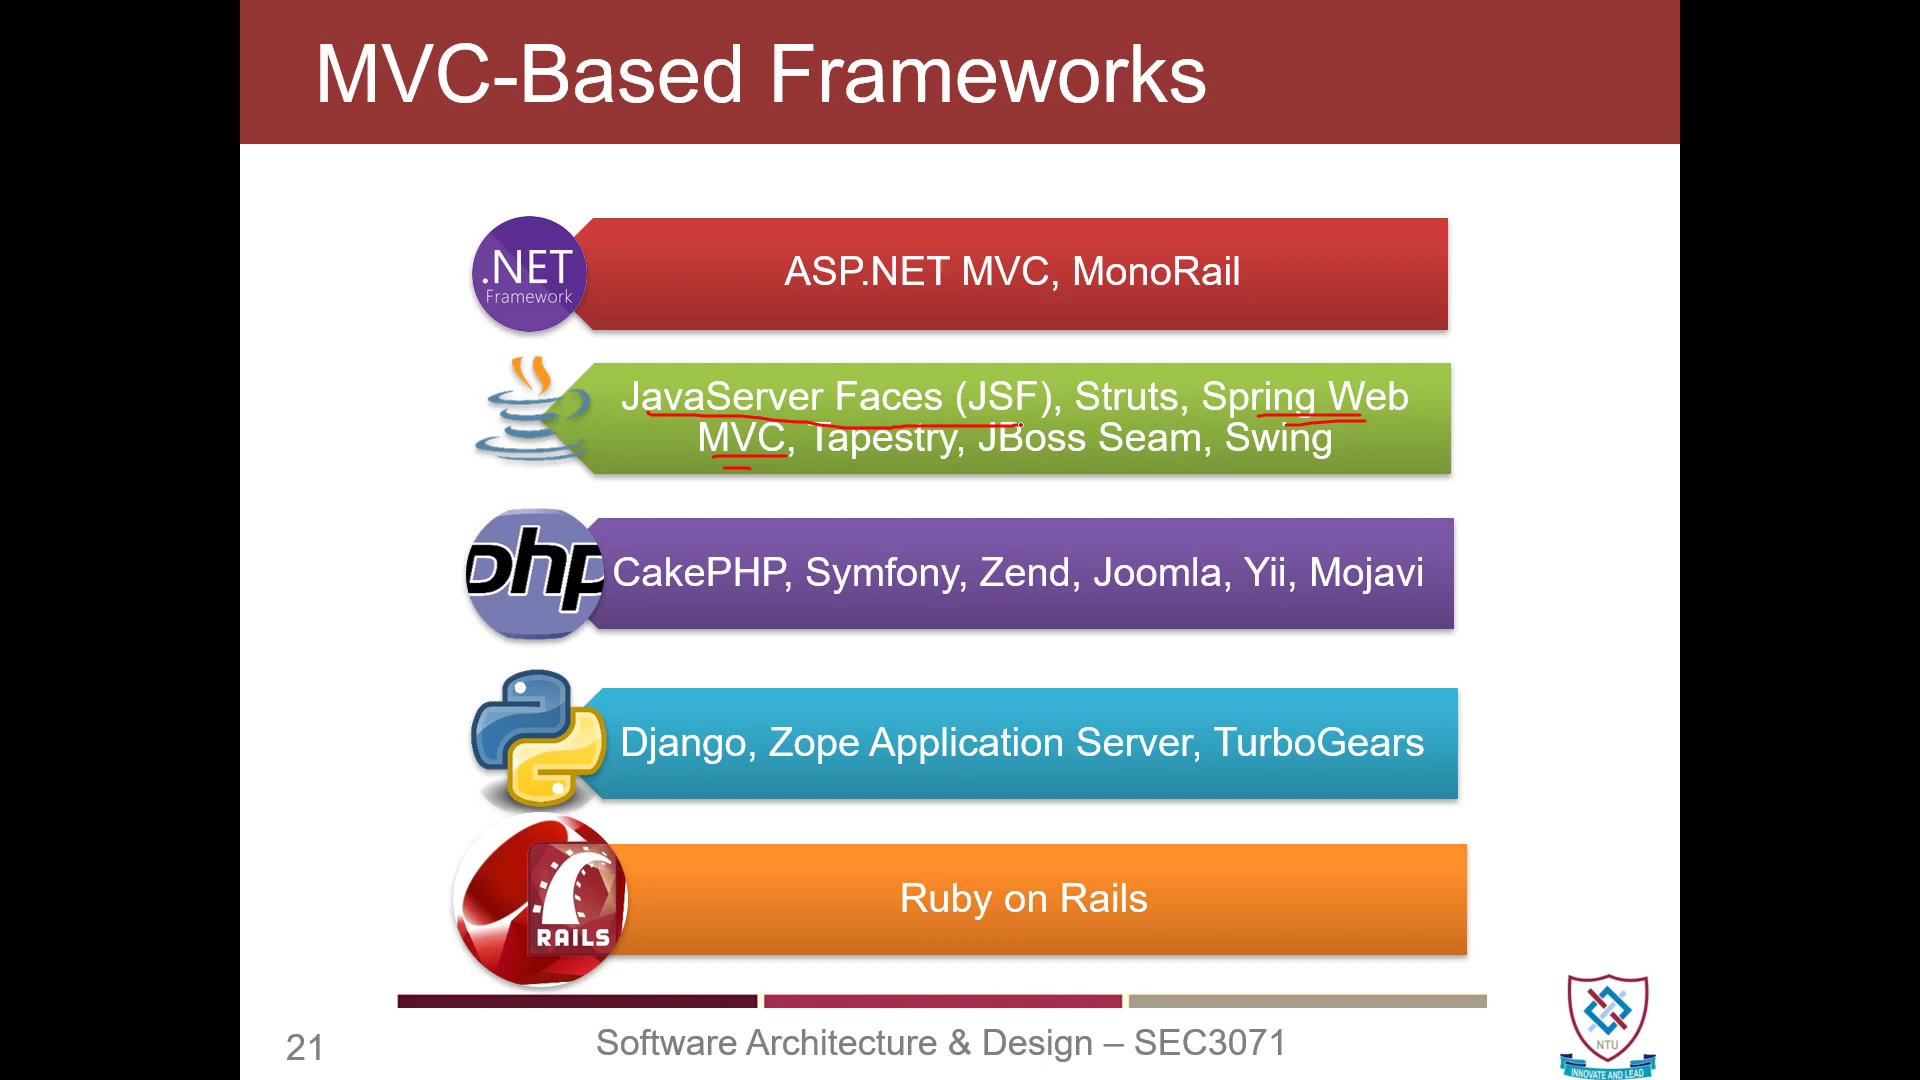 MVC-Based Frameworks
.NET
Framework
ASP.NET MVC, MonoRail
JavaServer Faces (JSF), Struts, Spring Web
MVC, Tapestry, JBoss Seam, Swing
php
CakePHP, Symfony, Zend, Joomla, Yii, Mojavi
Django, Zope Application Server, TurboGears
RAILS
Ruby on Rails
21
Software Architecture & Design – SEC3071
NTU
INNOVATE AND LEAD